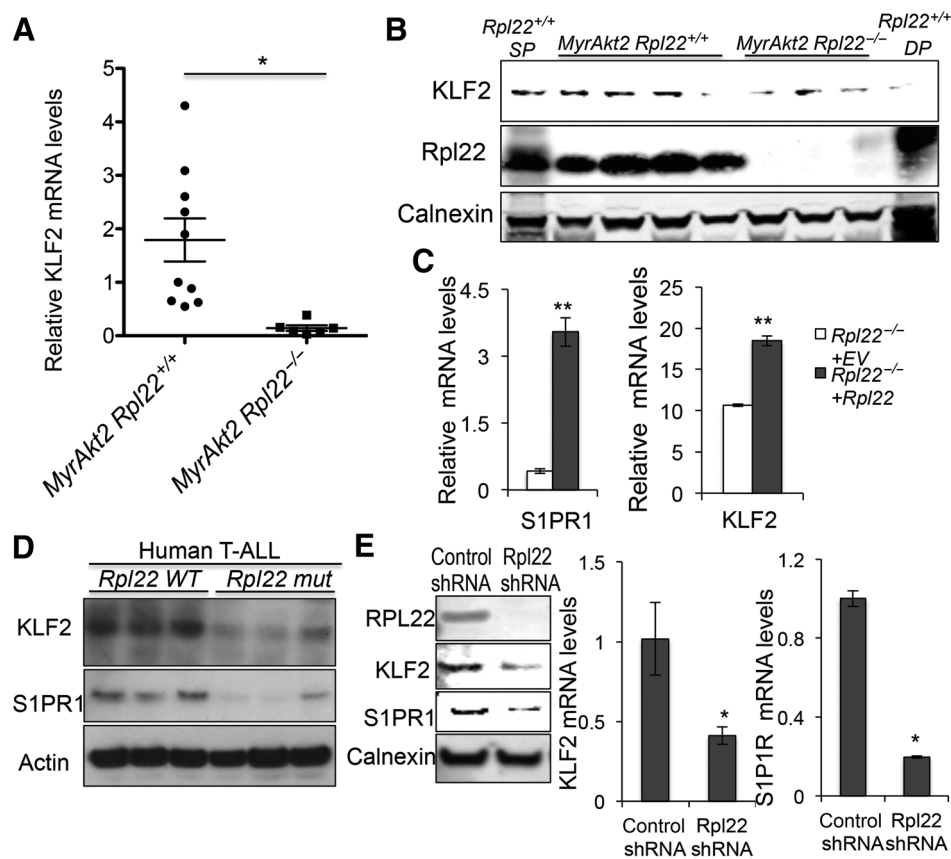 A
Relative KLF2 mRNA levels
5
4
3
2
1
0
*
MyrAkt2 Rpl22+/+
MyrAkt2 Rpl22–/–
B
Rpl22+/+
SP
MyrAkt2 Rpl22+/+
MyrAkt2 Rpl22–/–
Rpl22+/+
DP
KLF2
Rpl22
Calnexin
C
Relative mRNA levels
4.5
3
1.5
0
**
S1PR1
Relative mRNA levels
25
20
15
10
5
0
**
KLF2
Rpl22–/–
+EV
Rpl22–/–
+Rpl22
D
Human T-ALL
Rpl22 WT Rpl22 mut
KLF2
S1PR1
Actin
E
Control Rpl22
shRNA shRNA
RPL22
KLF2
S1PR1
Calnexin
KLF2 mRNA levels
1.5
1
0.5
0
*
Control Rpl22
shRNA shRNA
S1P1R mRNA levels
1.2
0.8
0.4
0
*
Control Rpl22
shRNA shRNA